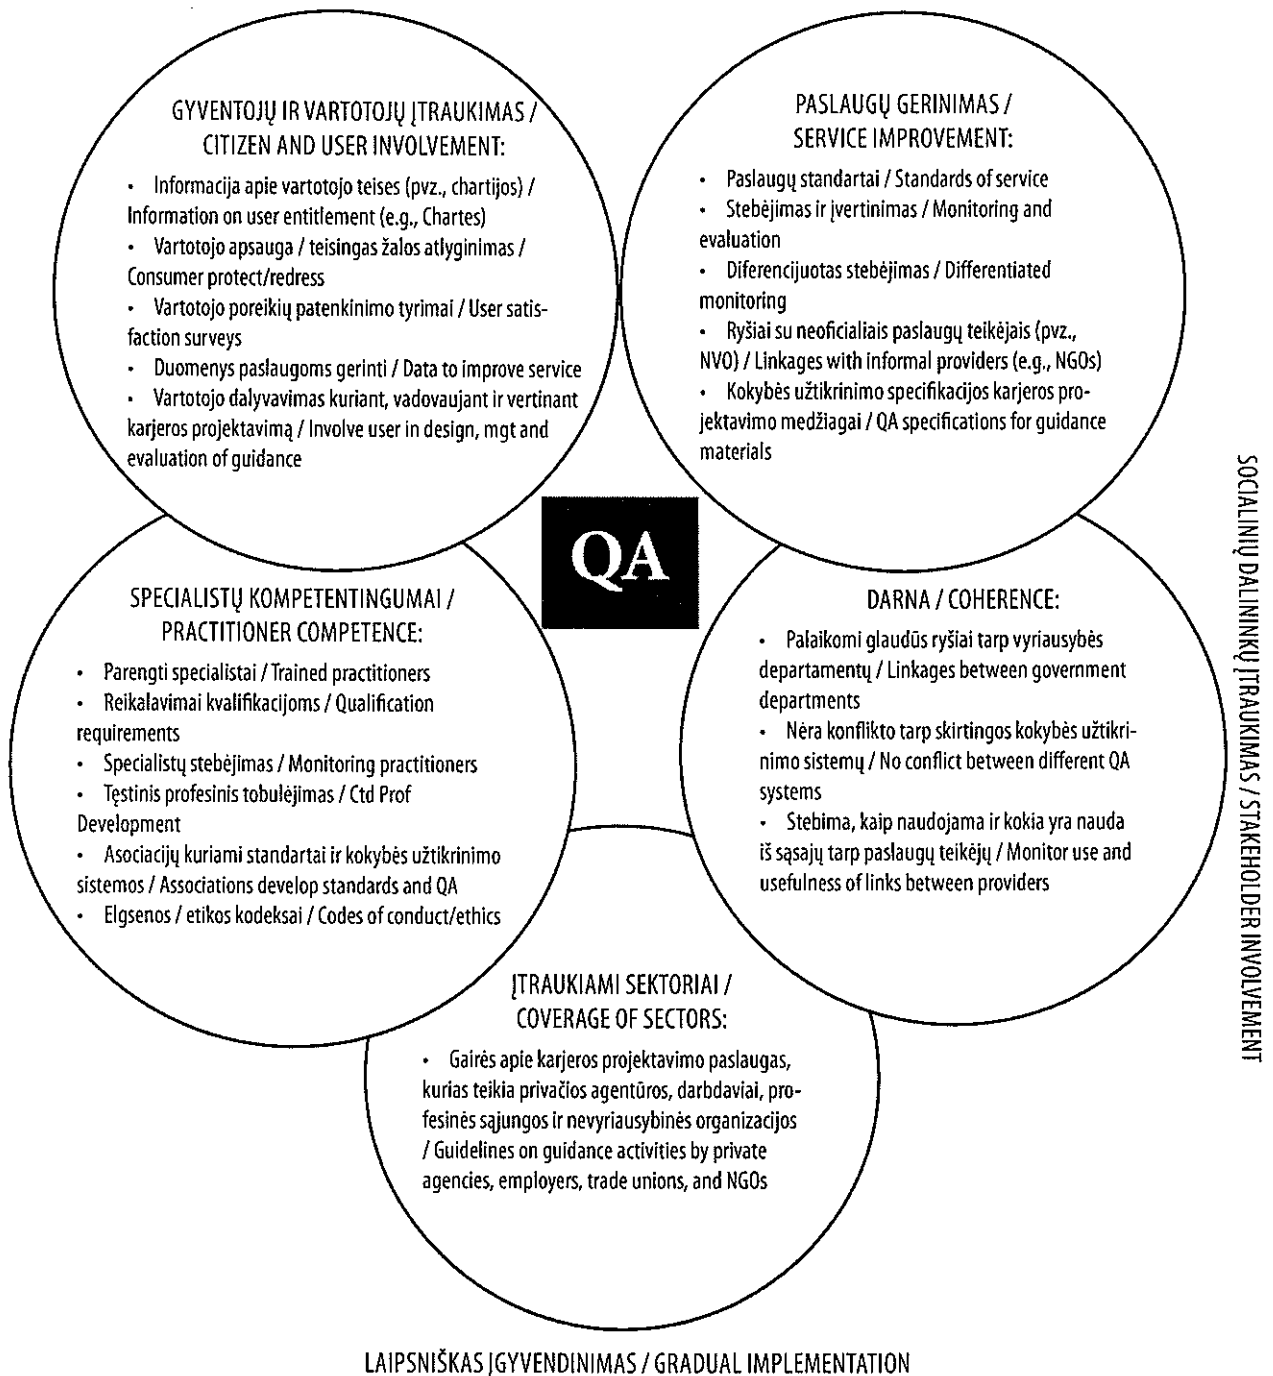 GYVENTOJŲ IR VARTOTOJŲ ĮTRAUKIMAS /
CITIZEN AND USER INVOLVEMENT:
• Informacija apie vartotojo teises (pvz., chartijos) /
Information on user entitlement (e.g., Chartes)
• Vartotojo apsauga / teisingas žalos atlyginimas /
Consumer protect/redress
• Vartotojo poreikių patenkinimo tyrimai / User satis-
faction surveys
• Duomenys paslaugoms gerinti / Data to improve service
• Vartotojo dalyvavimas kuriant, vadovaujant ir vertinant
karjeros projektavimą / Involve user in design, mgt and
evaluation of guidance
PASLAUGŲ GERINIMAS /
SERVICE IMPROVEMENT:
• Paslaugų standartai / Standards of service
• Stebėjimas ir įvertinimas / Monitoring and
evaluation
• Diferencijuotas stebėjimas / Differentiated
monitoring
• Ryšiai su neoficialiais paslaugų teikėjais (pvz.,
NVO) / Linkages with informal providers (e.g., NGOs)
• Kokybės užtikrinimo specifikacijos karjeros pro-
jektavimo medžiagai / QA specifications for guidance
materials
QA
SPECIALISTŲ KOMPETENTINGUMAI /
PRACTITIONER COMPETENCE:
• Parengti specialistai / Trained practitioners
• Reikalavimai kvalifikacijoms / Qualification
requirements
• Specialistų stebėjimas / Monitoring practitioners
• Tęstinis profesinis tobulėjimas / Ctd Prof
Development
• Asociacijų kuriami standartai ir kokybės užtikrinimo
sistemos / Associations develop standards and QA
• Elgsenos / etikos kodeksai / Codes of conduct/ethics
DARNA / COHERENCE:
• Palaikomi glaudūs ryšiai tarp vyriausybės
departamentų / Linkages between government
departments
• Nėra konflikto tarp skirtingos kokybės užtikri-
nimo sistemų / No conflict between different QA
systems
• Stebima, kaip naudojama ir kokia yra nauda
iš sąsajų tarp paslaugų teikėjų / Monitor use and
usefulness of links between providers
ĮTRAUKIAMI SEKTORIAI /
COVERAGE OF SECTORS:
• Gairės apie karjeros projektavimo paslaugas,
kurias teikia privačios agentūros, darbdaviai, pro-
fesinės sąjungos ir nevyriausybinės organizacijos
/ Guidelines on guidance activities by private
agencies, employers, trade unions, and NGOs
SOCIALINIŲ DALININKŲ ĮTRAUKIMAS / STAKEHOLDER INVOLVEMENT
LAIPSNIŠKAS ĮGYVENDINIMAS / GRADUAL IMPLEMENTATION